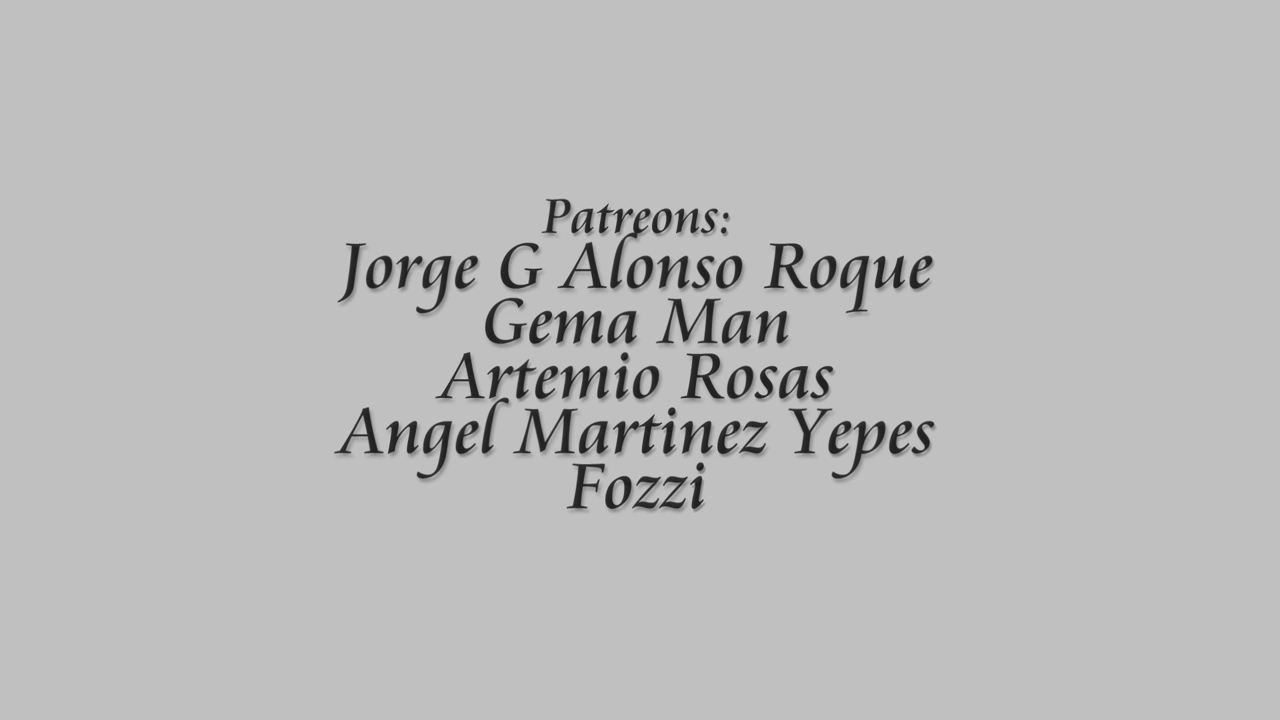 Patreons:
Jorge G Alonso Roque
Gema Man
Artemio Rosas
Angel Martinez Yepes
Fozzi